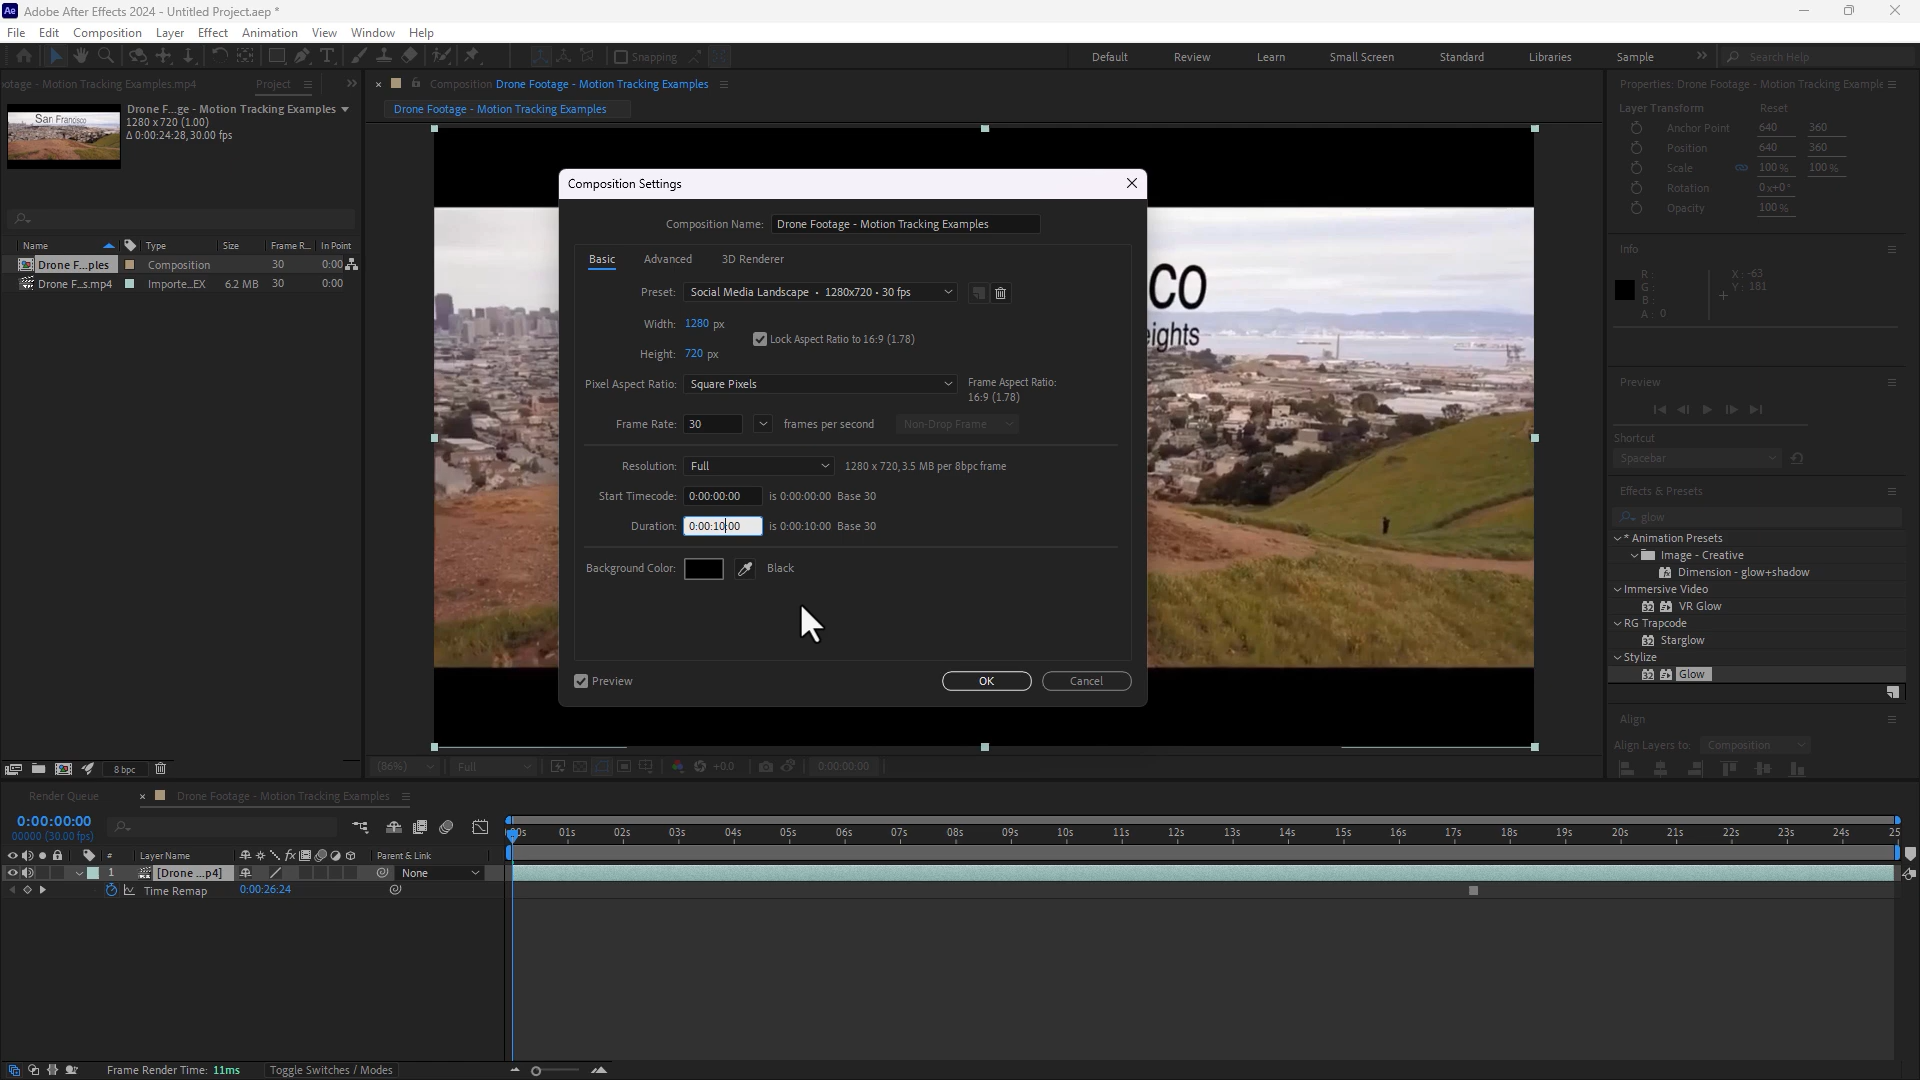 Adobe After Effects 2024 - Untitled Project.aep *
File Edit Composition Layer Effect Animation View Window Help
Snapping Default Review Learn Small Screen Standard Libraries Sample Search Help
otage - Motion Tracking Examples.mp4 Project
Composition Drone Footage - Motion Tracking Examples
Drone Footage - Motion Tracking Examples
Drone F...ge - Motion Tracking Examples
1280 x 720 (1.00)
Δ 0:00:24:28, 30.00 fps
San Francisco
Name Type Size Frame R... In Point
Drone F...ples Composition 30 0:00
Drone F...s.mp4 Importe...EX 6.2 MB 30 0:00
8 bpc
CO
eights
Composition Settings
Composition Name: Drone Footage - Motion Tracking Examples
Basic Advanced 3D Renderer
Preset: Social Media Landscape • 1280x720 • 30 fps
Width: 1280 px
Lock Aspect Ratio to 16:9 (1.78)
Height: 720 px
Pixel Aspect Ratio: Square Pixels Frame Aspect Ratio:
16:9 (1.78)
Frame Rate: 30 frames per second Non-Drop Frame
Resolution: Full 1280 x 720, 3.5 MB per 8bpc frame
Start Timecode: 0:00:00:00 is 0:00:00:00 Base 30
Duration: 0:00:10:00 is 0:00:10:00 Base 30
Background Color: Black
Preview OK Cancel
(86%) Full +0.0 0:00:00:00
Properties: Drone Footage - Motion Tracking Example
Layer Transform Reset
Anchor Point 640 360
Position 640 360
Scale 100 % 100 %
Rotation 0x+0°
Opacity 100 %
Info
R: X: -63
G: Y: 181
B:
A: 0
Preview
Shortcut
Spacebar
Effects & Presets
glow
* Animation Presets
Image - Creative
Dimension - glow+shadow
Immersive Video
VR Glow
RG Trapcode
Starglow
Stylize
Glow
Align
Align Layers to: Composition
Render Queue Drone Footage - Motion Tracking Examples
0:00:00:00
00000 (30.00 fps)
00s 01s 02s 03s 04s 05s 06s 07s 08s 09s 10s 11s 12s 13s 14s 15s 16s 17s 18s 19s 20s 21s 22s 23s 24s 25
# Layer Name Parent & Link
1 [Drone ...p4] None
Time Remap 0:00:26:24
Frame Render Time: 11ms Toggle Switches / Modes